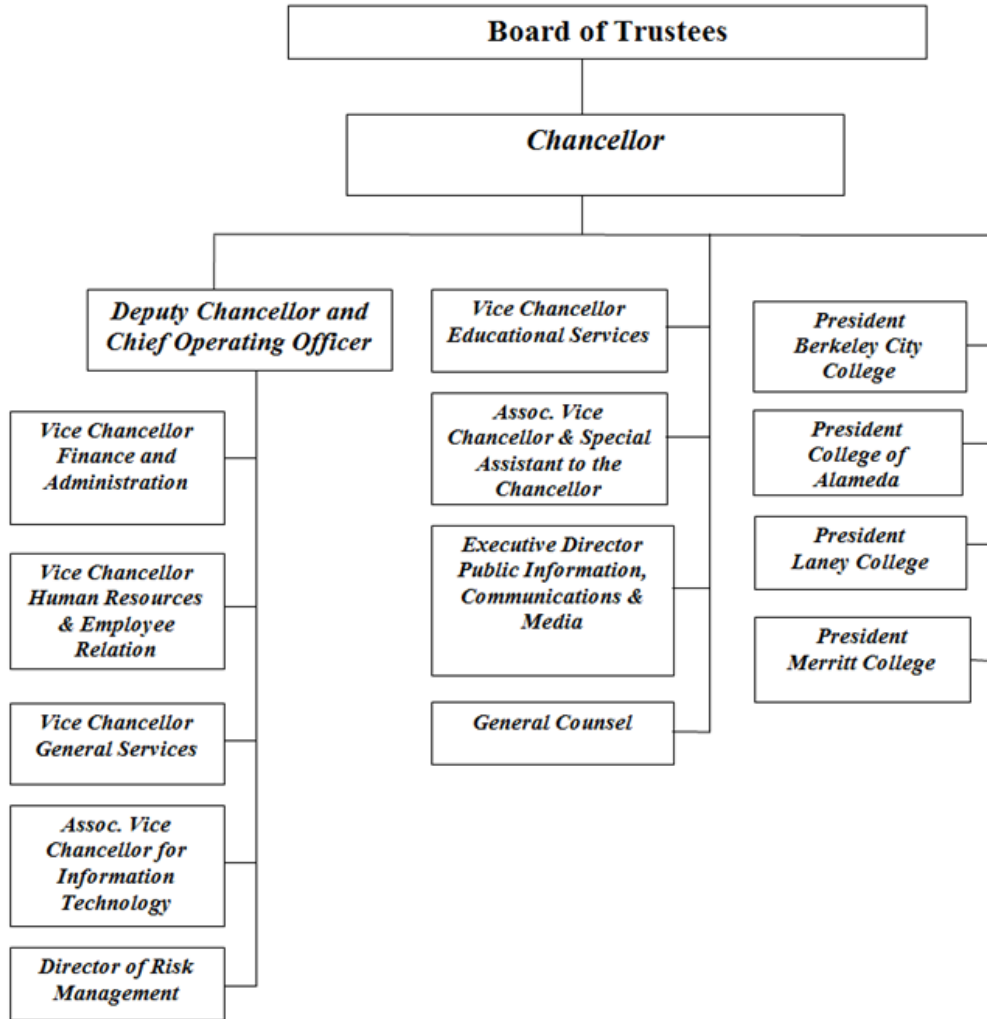 Board of Trustees
Chancellor
Deputy Chancellor and
Chief Operating Officer
Vice Chancellor
Finance and
Administration
Vice Chancellor
Human Resources
& Employee
Relation
Vice Chancellor
General Services
Assoc. Vice
Chancellor for
Information
Technology
Director of Risk
Management
Vice Chancellor
Educational Services
Assoc. Vice
Chancellor & Special
Assistant to the
Chancellor
Executive Director
Public Information,
Communications &
Media
General Counsel
President
Berkeley City
College
President
College of
Alameda
President
Laney College
President
Merritt College